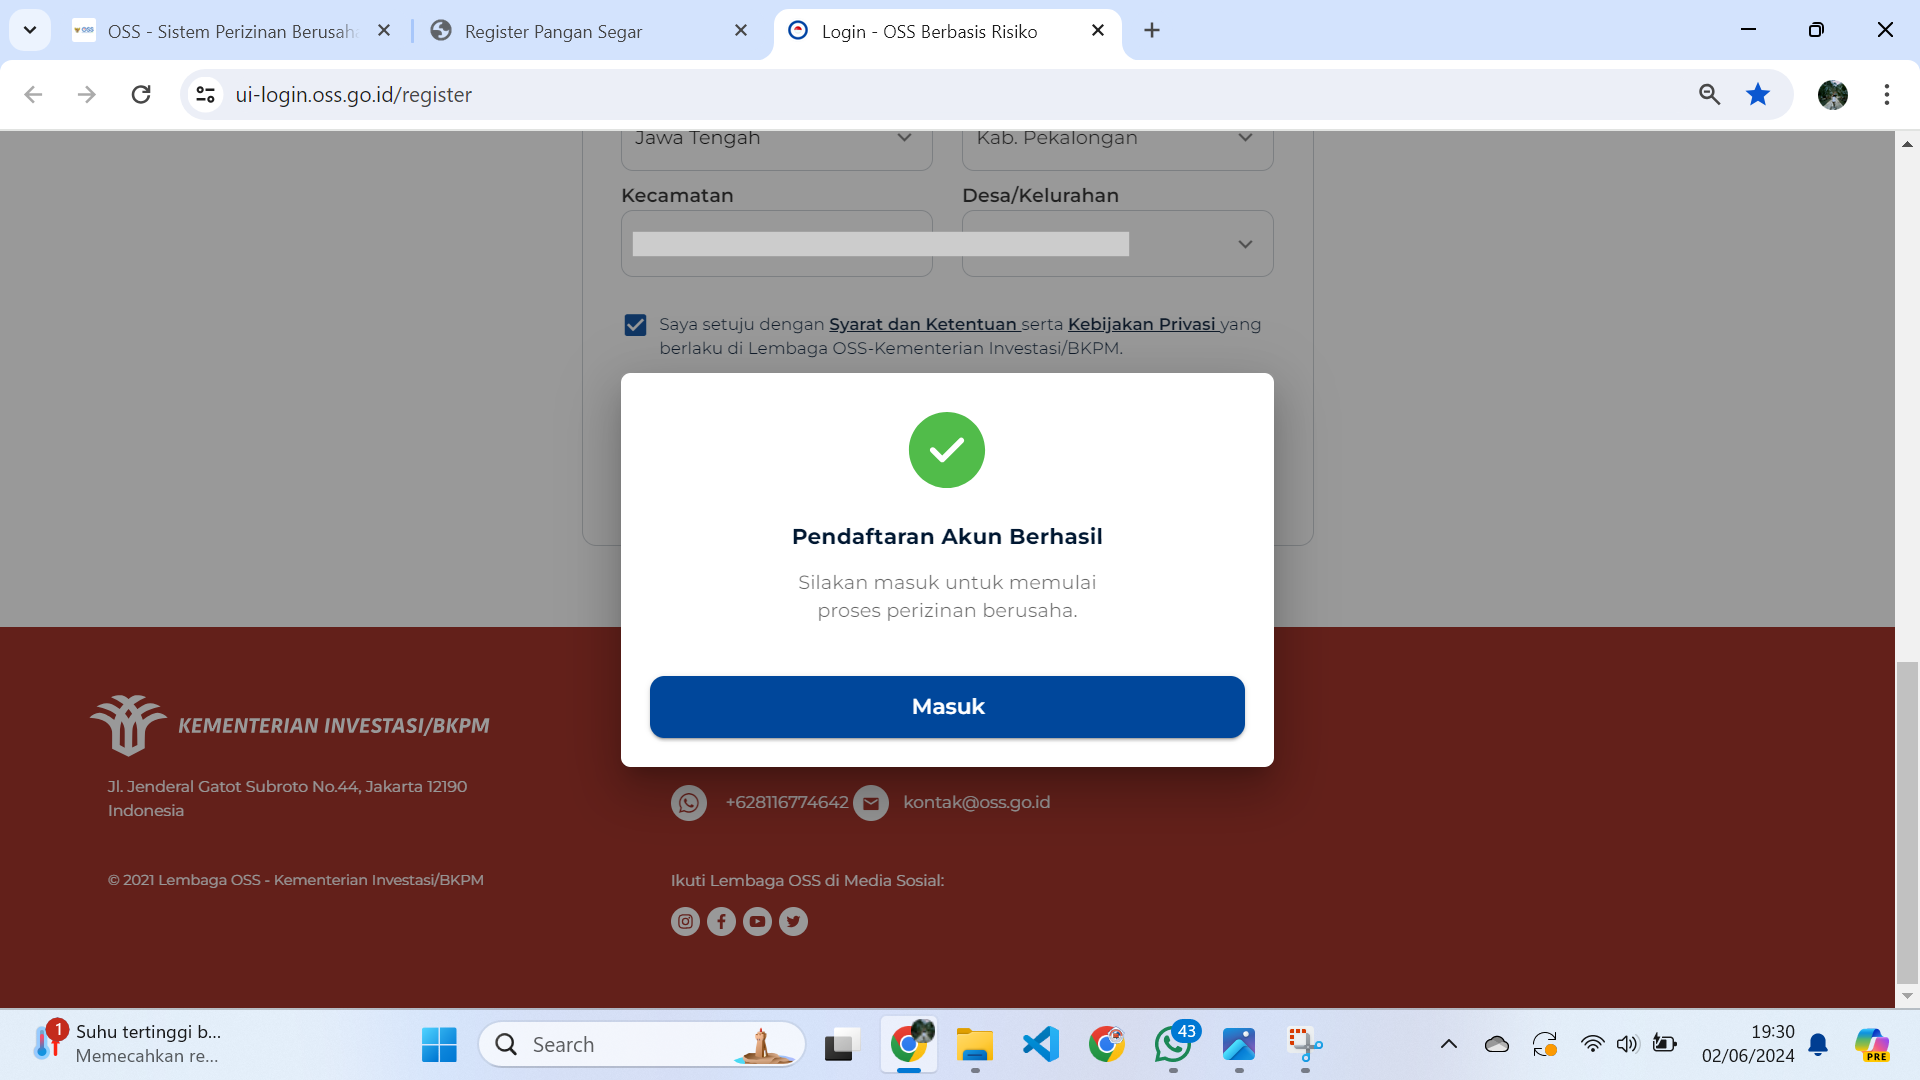 OSS - Sistem Perizinan Berusaha
Register Pangan Segar
Login - OSS Berbasis Risiko
ui-login.oss.go.id/register
Jawa Tengah
Kab. Pekalongan
Kecamatan
Desa/Kelurahan
Saya setuju dengan Syarat dan Ketentuan serta Kebijakan Privasi yang
berlaku di Lembaga OSS-Kementerian Investasi/BKPM.
Pendaftaran Akun Berhasil
Silakan masuk untuk memulai
proses perizinan berusaha.
Masuk
KEMENTERIAN INVESTASI/BKPM
Jl. Jenderal Gatot Subroto No.44, Jakarta 12190
Indonesia
+628116774642
kontak@oss.go.id
© 2021 Lembaga OSS - Kementerian Investasi/BKPM
Ikuti Lembaga OSS di Media Sosial:
1
Suhu tertinggi b...
Memecahkan re...
Search
43
19:30
02/06/2024
PRE